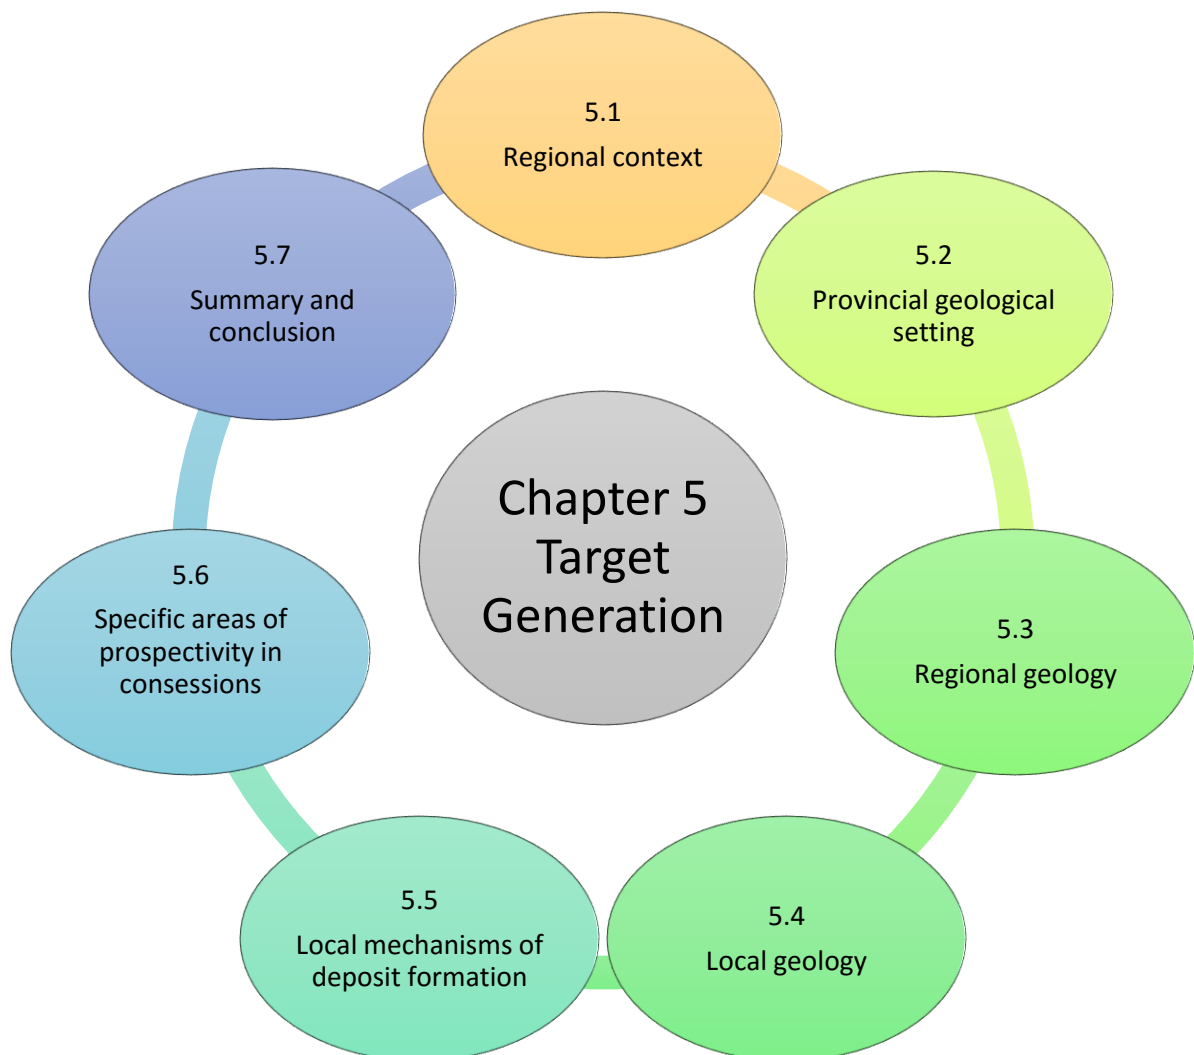 5.1
Regional context
5.2
Provincial geological
setting
5.3
Regional geology
5.4
Local geology
5.5
Local mechanisms of
deposit formation
5.6
Specific areas of
prospectivity in
consessions
5.7
Summary and
conclusion
Chapter 5
Target
Generation